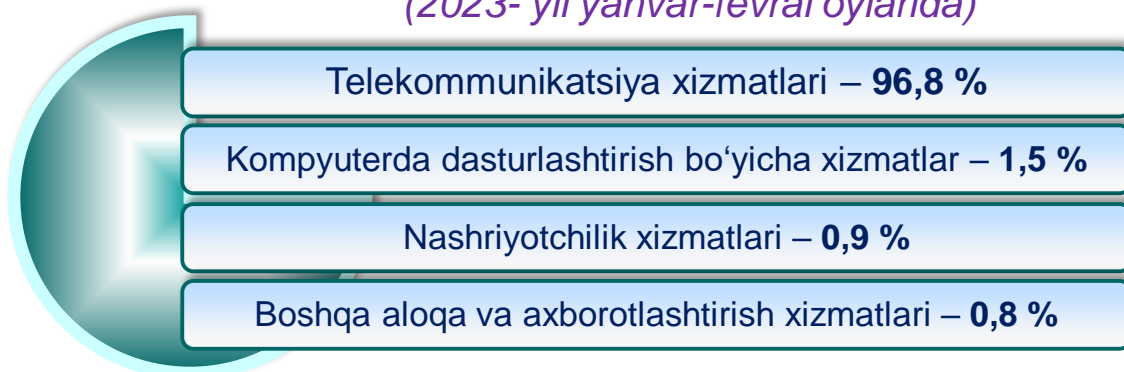 (2023- yil yanvar-fevral oylarida)
Telekommunikatsiya xizmatlari – 96,8 %
Kompyuterda dasturlashtirish bo‘yicha xizmatlar – 1,5 %
Nashriyotchilik xizmatlari – 0,9 %
Boshqa aloqa va axborotlashtirish xizmatlari – 0,8 %